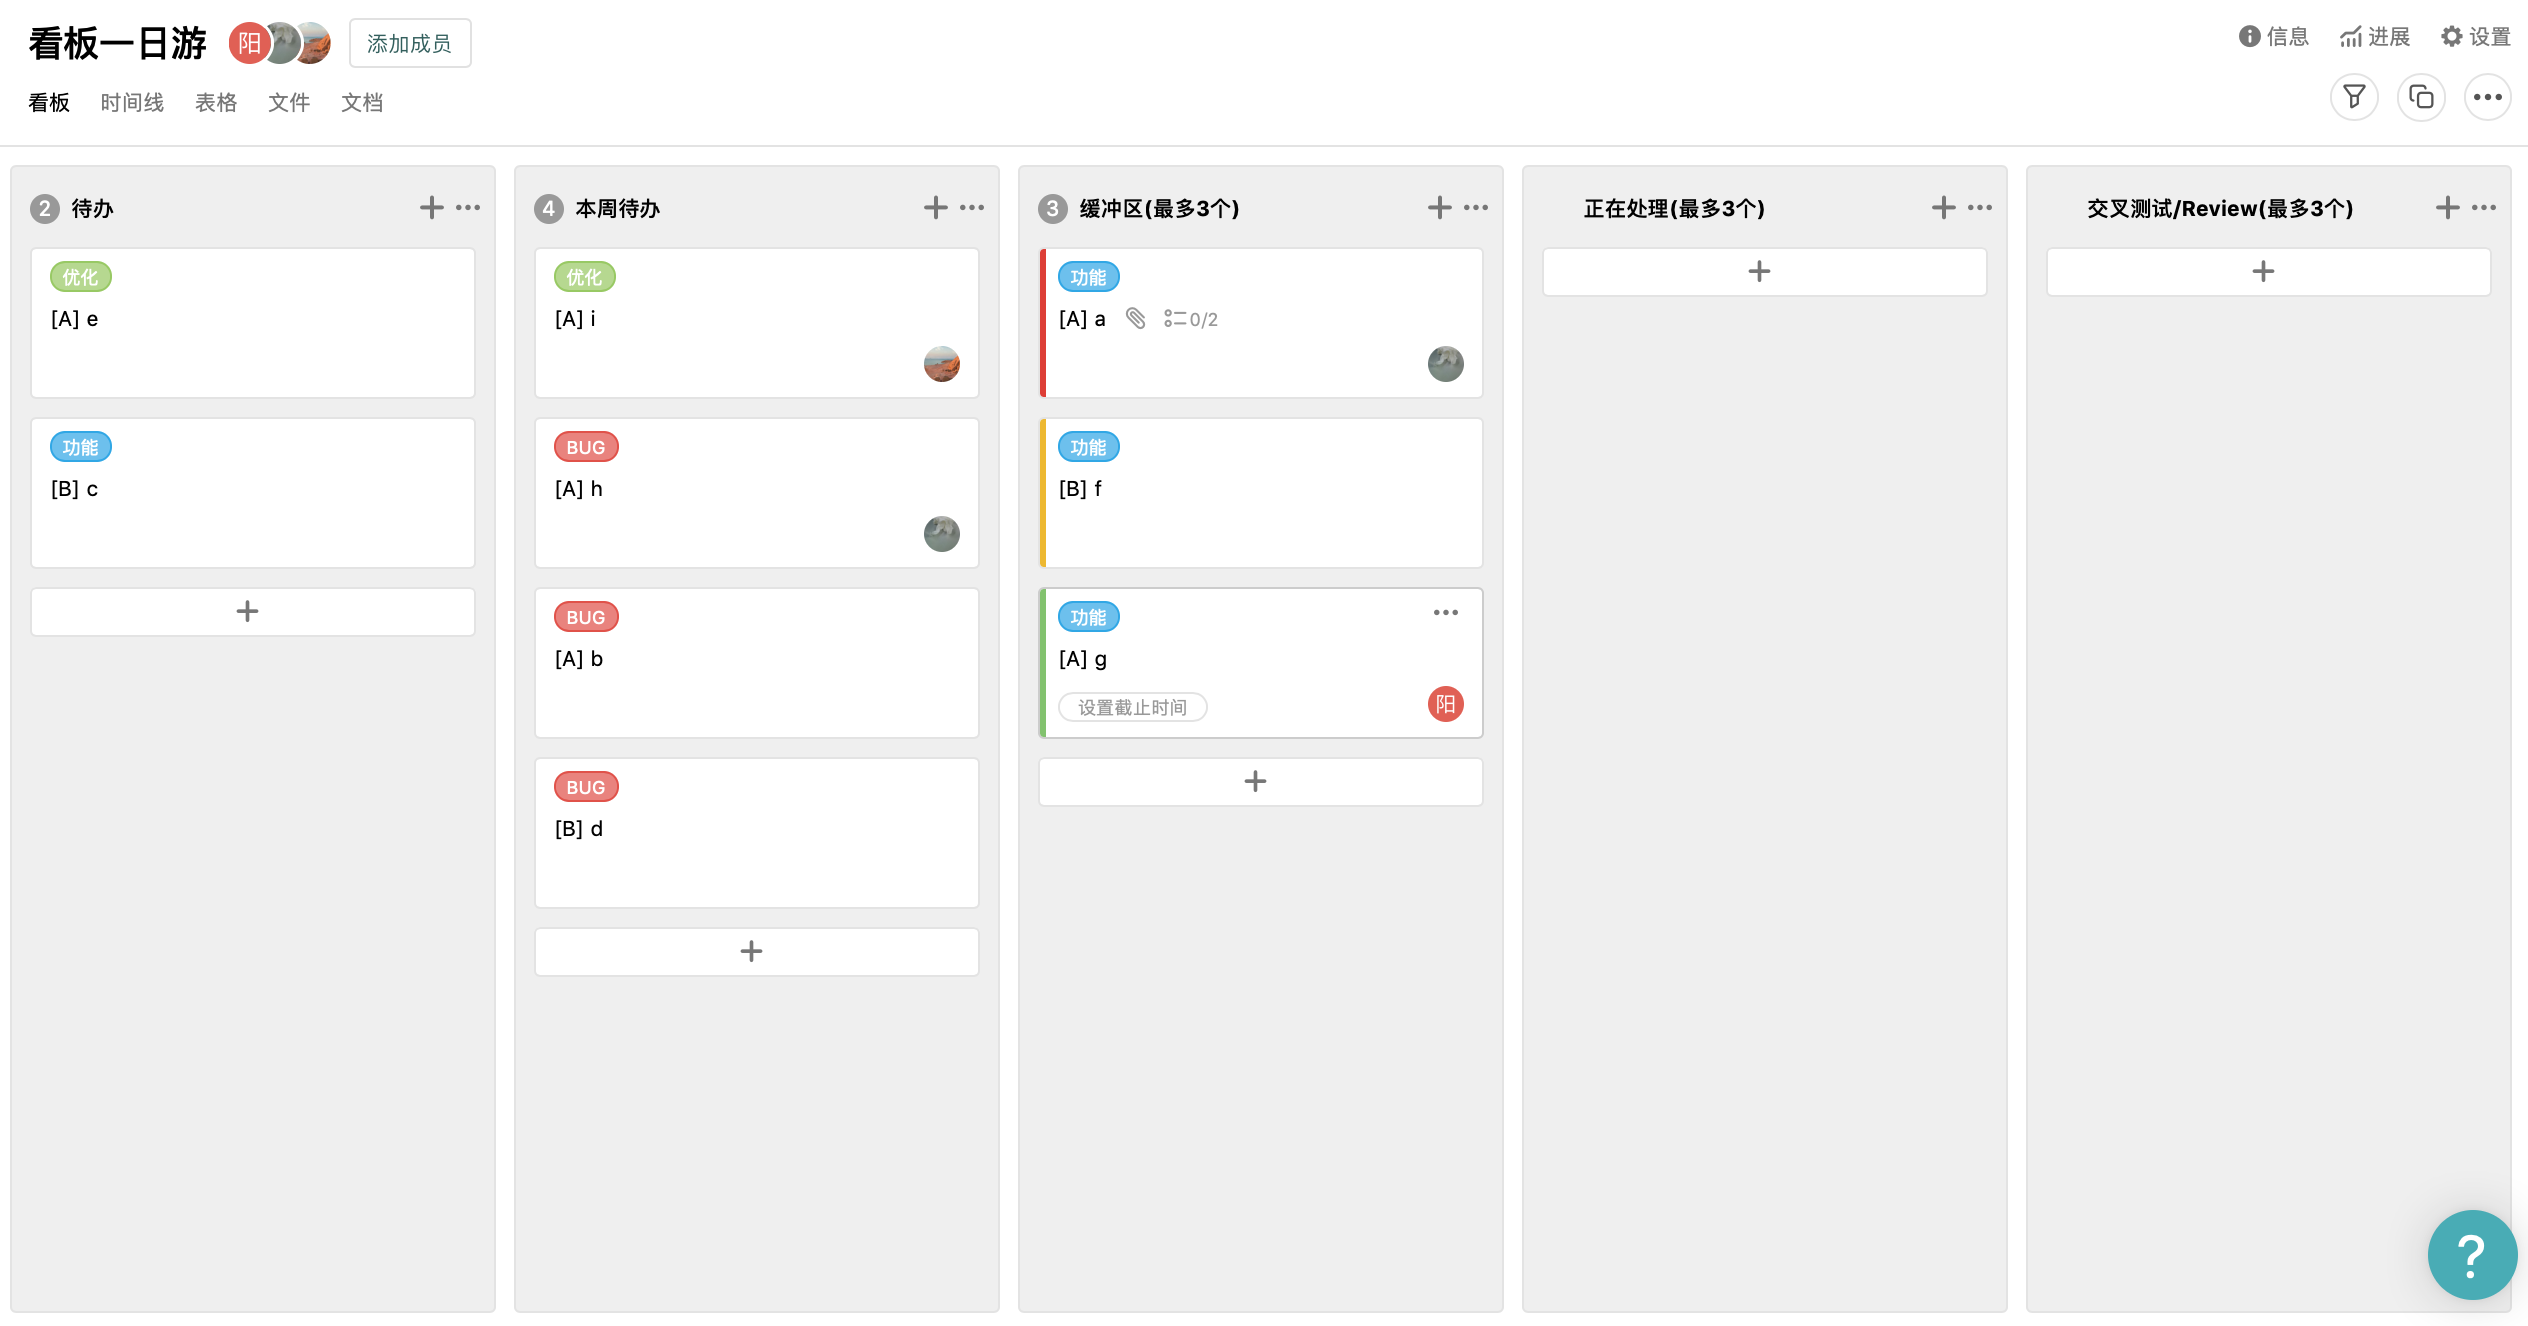 看板一日游 阳 添加成员
信息 进展 设置
看板 时间线 表格 文件 文档
2 待办
优化
[A] e
功能
[B] c
4 本周待办
优化
[A] i
BUG
[A] h
BUG
[A] b
BUG
[B] d
3 缓冲区(最多3个)
功能
[A] a 0/2
功能
[B] f
功能
[A] g
设置截止时间 阳
正在处理(最多3个)
交叉测试/Review(最多3个)
?